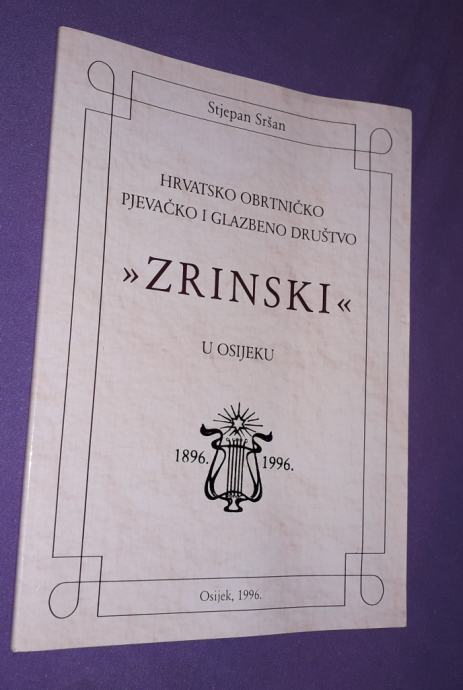 Stjepan Sršan
HRVATSKO OBRTNIČKO
PJEVAČKO I GLAZBENO DRUŠTVO
»ZRINSKI«
U OSIJEKU
1896. 1996.
Osijek, 1996.